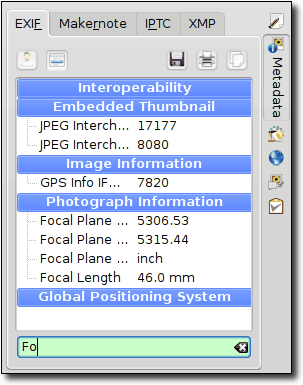 EXIF Makernote IPTC XMP
Interoperability
Embedded Thumbnail
JPEG Interch... 17177
JPEG Interch... 8080
Image Information
GPS Info IF... 7820
Photograph Information
Focal Plane ... 5306.53
Focal Plane ... 5315.44
Focal Plane ... inch
Focal Length 46.0 mm
Global Positioning System
Fo
Metadata